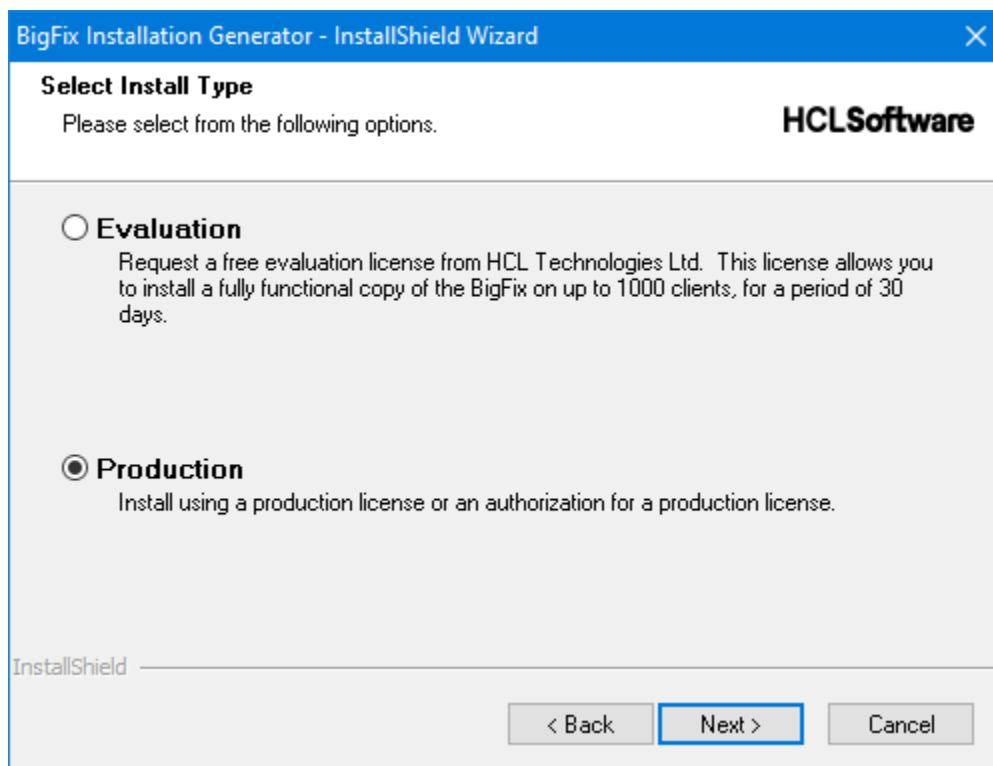 BigFix Installation Generator - InstallShield Wizard
Select Install Type
Please select from the following options.
HCLSoftware
Evaluation
Request a free evaluation license from HCL Technologies Ltd. This license allows you
to install a fully functional copy of the BigFix on up to 1000 clients, for a period of 30
days.
Production
Install using a production license or an authorization for a production license.
InstallShield
< Back
Next >
Cancel